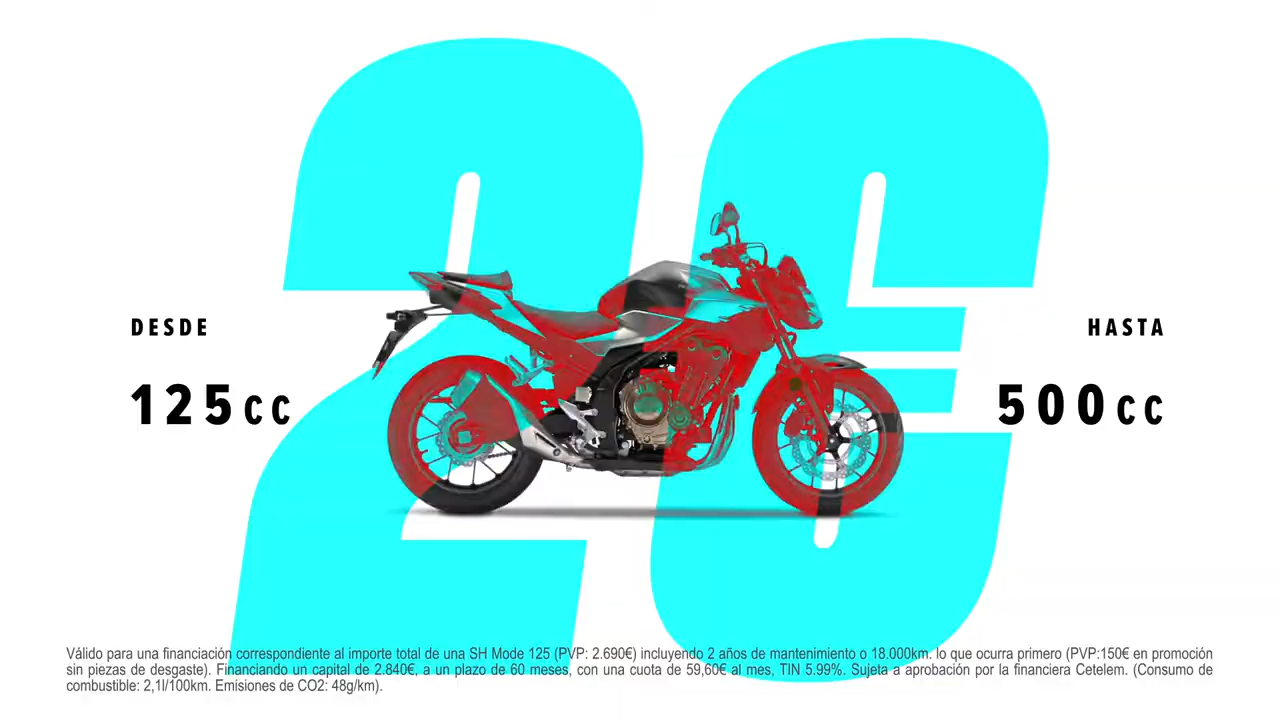 2€
DESDE
HASTA
125cc
500cc
Válido para una financiación correspondiente al importe total de una SH Mode 125 (PVP: 2.690€) incluyendo 2 años de mantenimiento o 18.000km. lo que ocurra primero (PVP:150€ en promoción
sin piezas de desgaste). Financiando un capital de 2.840€, a un plazo de 60 meses, con una cuota de 59,60€ al mes, TIN 5.99%. Sujeta a aprobación por la financiera Cetelem. (Consumo de
combustible: 2,1l/100km. Emisiones de CO2: 48g/km).